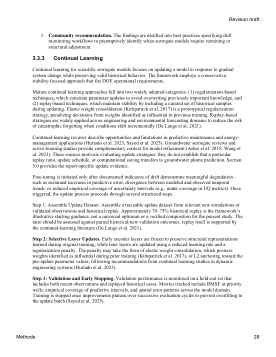 Revision draft
3. Community recommendation: The findings are distilled into best practices specifying drift
monitoring workflows to preemptively identify when surrogate models require retraining or
structural adjustment.
3.3.3 Continual Learning
Continual learning for scientific surrogate models focuses on updating a model in response to gradual
system change while preserving valid historical behavior. The framework employs a conservative,
stability-focused approach that fits DOE operational requirements.
Mature continual learning approaches fall into two widely adopted categories: (1) regularization-based
techniques, which constrain parameter updates to avoid overwriting previously important knowledge, and
(2) replay-based techniques, which maintain stability by including a curated set of historical samples
during updating. Elastic weight consolidation (Kirkpatrick et al. 2017) is a prototypical regularization
strategy, penalizing deviations from weights identified as influential in previous training. Replay-based
strategies are widely applied across engineering and environmental forecasting domains to reduce the risk
of catastrophic forgetting when conditions shift incrementally (De Lange et al. 2021).
Continual-learning reviews describe opportunities and limitations in predictive maintenance and energy-
management applications (Hurtado et al. 2023; Sayed et al. 2025). Groundwater surrogate reviews and
active-learning studies provide complementary context for model refinement (Asher et al. 2015; Wang et al.
2023). These sources motivate evaluating update strategies; they do not establish that a particular
replay ratio, update schedule, or computational saving transfers to groundwater plume prediction. Section
5.0 provides the report-specific update evidence.
Fine-tuning is initiated only after documented indicators of drift demonstrate meaningful degradation—
such as sustained increases in predictive error, divergence between modeled and observed temporal
trends, or reduced empirical coverage of uncertainty intervals (e.g., under coverage in UQ metrics). Once
triggered, the update process proceeds through several structured steps.
Step 1: Assemble Update Dataset. Assemble a traceable update dataset from relevant new simulations or
validated observations and historical replay. Approximately 50–75% historical replay is the framework's
illustrative starting guidance, not a universal optimum or a verified composition for the present study. The
ratio should be assessed against paired historical/new validation outcomes; replay itself is supported by
the continual-learning literature (De Lange et al. 2021).
Step 2: Selective Layer Updates. Early encoder layers are frozen to preserve structural representations
learned during original training, while later layers are updated using a reduced learning rate and a
regularization penalty. The penalty may take the form of elastic weight consolidation, which protects
weights identified as influential during prior training (Kirkpatrick et al. 2017), or L2 anchoring toward the
pre-update parameter values, following recommendations from continual learning studies in dynamic
engineering systems (Hurtado et al. 2023).
Step 3: Validation and Early Stopping. Validation performance is monitored on a held-out set that
includes both recent observations and replayed historical cases. Metrics tracked include RMSE at priority
wells, empirical coverage of predictive intervals, and spatial error patterns across the model domain.
Training is stopped once improvements plateau over successive evaluation cycles to prevent overfitting to
the update batch (Sayed et al. 2025).
Methods
28